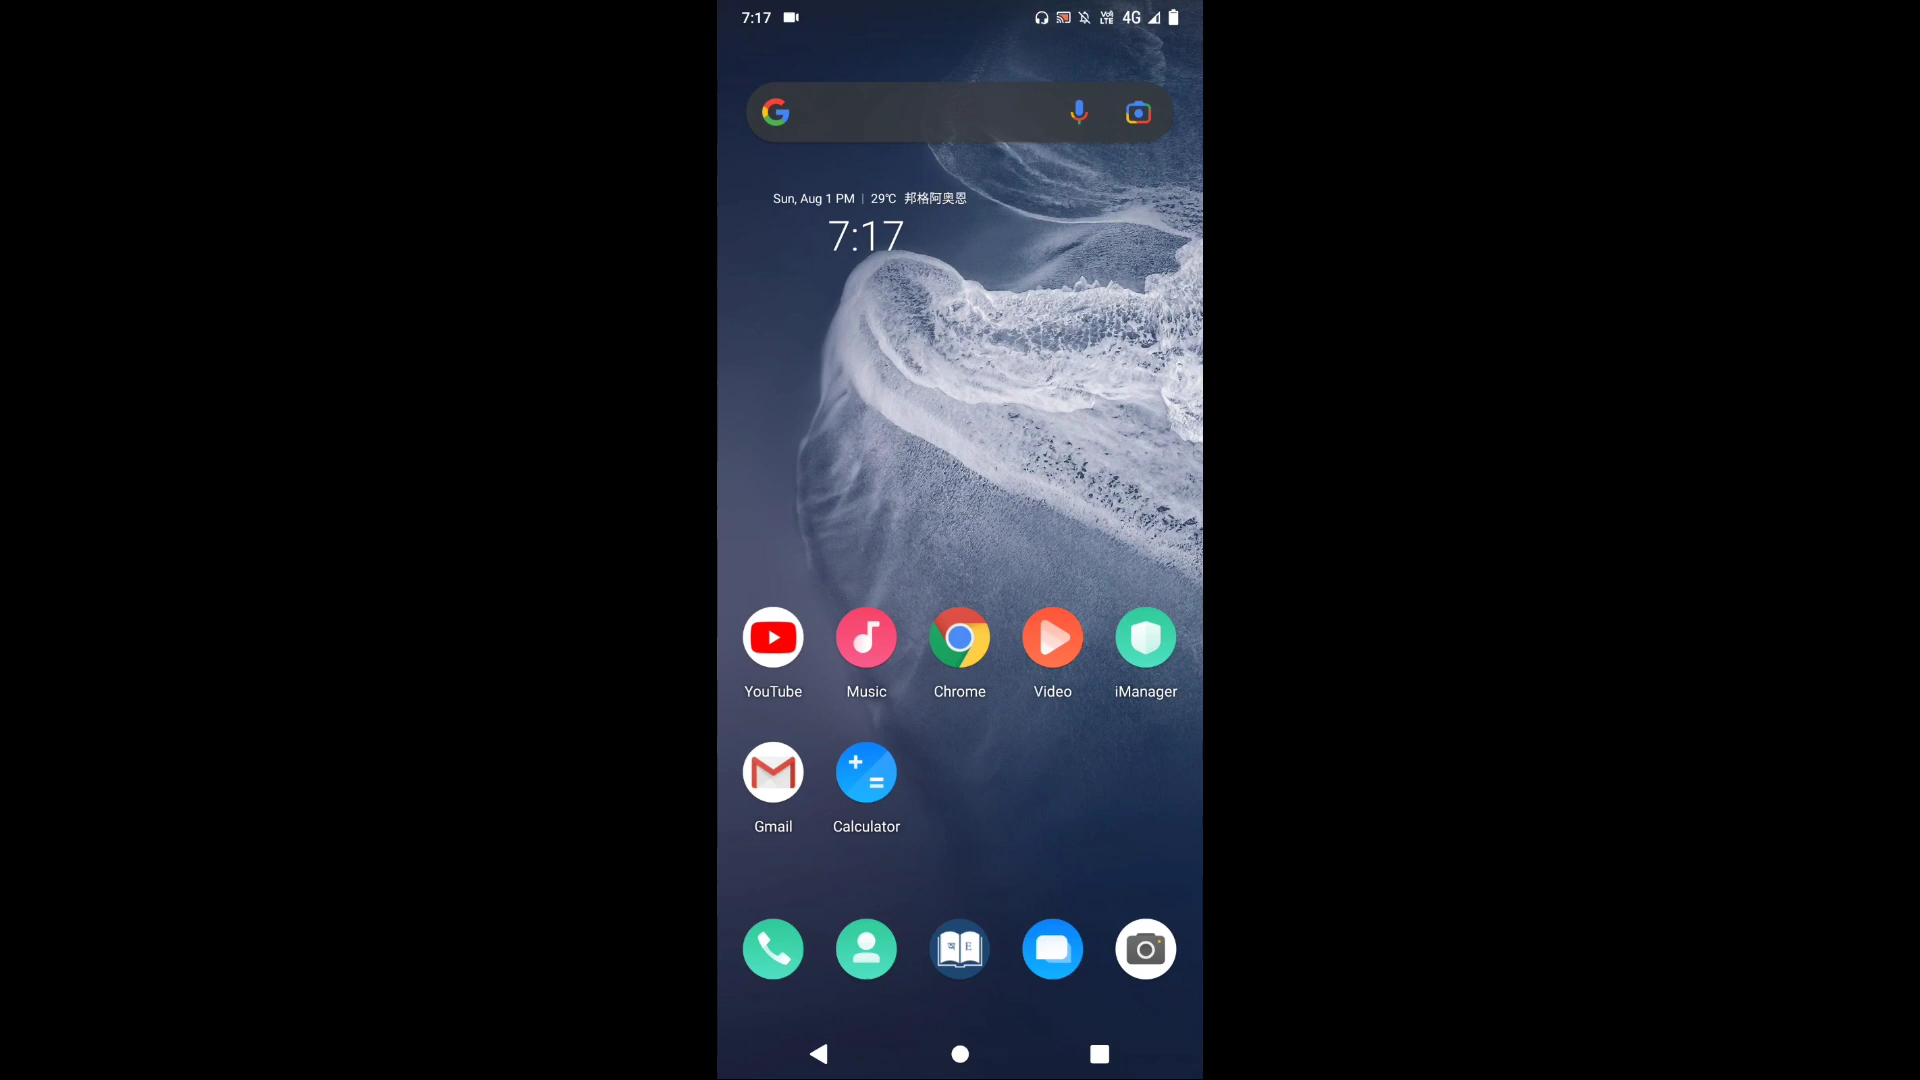 7:17 VoLTE 4G
Sun, Aug 1 PM | 29℃ 邦格阿奥恩
7:17
YouTube Music Chrome Video iManager
Gmail Calculator
অ E